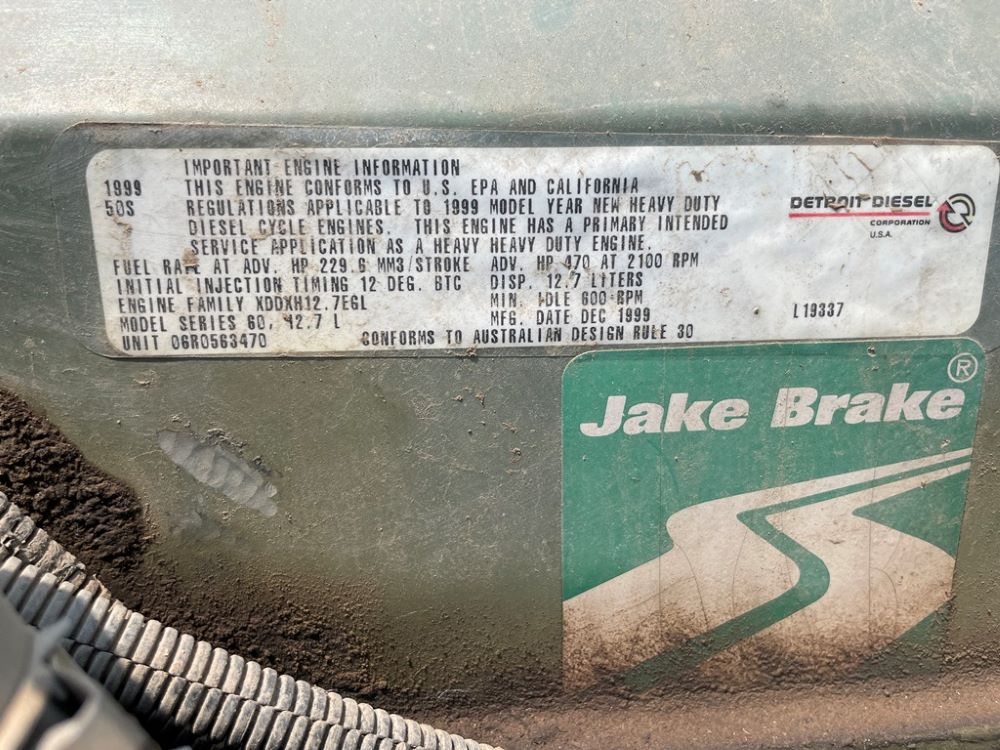 IMPORTANT ENGINE INFORMATION
1999 THIS ENGINE CONFORMS TO U.S. EPA AND CALIFORNIA
50S REGULATIONS APPLICABLE TO 1999 MODEL YEAR NEW HEAVY DUTY
DIESEL CYCLE ENGINES. THIS ENGINE HAS A PRIMARY INTENDED
SERVICE APPLICATION AS A HEAVY HEAVY DUTY ENGINE.
FUEL RATE AT ADV. HP 229.6 MM3/STROKE ADV. HP 470 AT 2100 RPM
INITIAL INJECTION TIMING 12 DEG. BTC DISP. 12.7 LITERS
ENGINE FAMILY XDDXH12.7EGL MIN. IDLE 600 RPM
MODEL SERIES 60, 12.7 L MFG. DATE DEC 1999
UNIT 06R0563470 CONFORMS TO AUSTRALIAN DESIGN RULE 30
DETROIT DIESEL
CORPORATION
U.S.A.
L19337
Jake Brake®